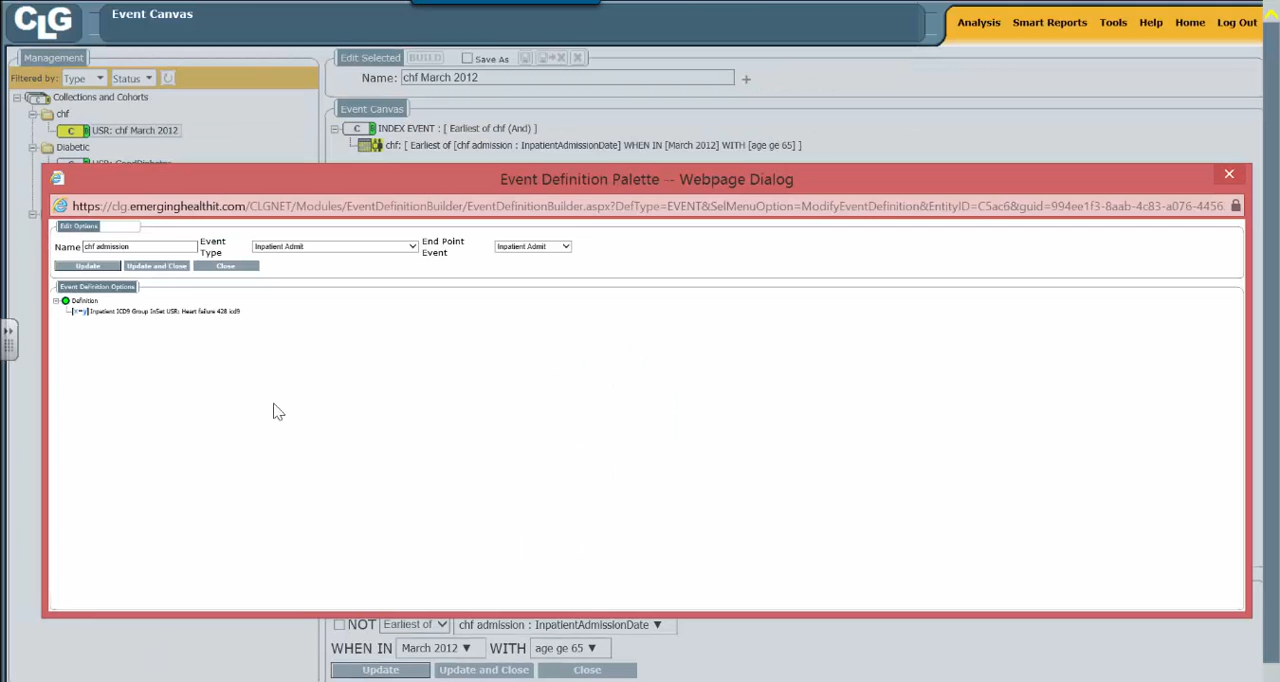 CLG
Event Canvas
Analysis Smart Reports Tools Help Home Log Out
Management
Filtered by: Type Status
Collections and Cohorts
chf
C USR: chf March 2012
Diabetic
Edit Selected BUILD Save As
Name: chf March 2012
Event Canvas
C INDEX EVENT : [ Earliest of chf (And) ]
chf: [ Earliest of [chf admission : InpatientAdmissionDate] WHEN IN [March 2012] WITH [age ge 65] ]
Event Definition Palette -- Webpage Dialog
https://clg.emerginghealthit.com/CLGNET/Modules/EventDefinitionBuilder/EventDefinitionBuilder.aspx?DefType=EVENT&SelMenuOption=ModifyEventDefinition&EntityID=C5ac6&guid=994ee1f3-8aab-4c83-a076-4456
Edit Options
Name chf admission Event Type Inpatient Admit End Point Event Inpatient Admit
Update Update and Close Close
Event Definition Options
Definition
[x=y] Inpatient ICD9 Group InSet USR: Heart failure 428 icd9
NOT Earliest of chf admission : InpatientAdmissionDate
WHEN IN March 2012 WITH age ge 65
Update Update and Close Close